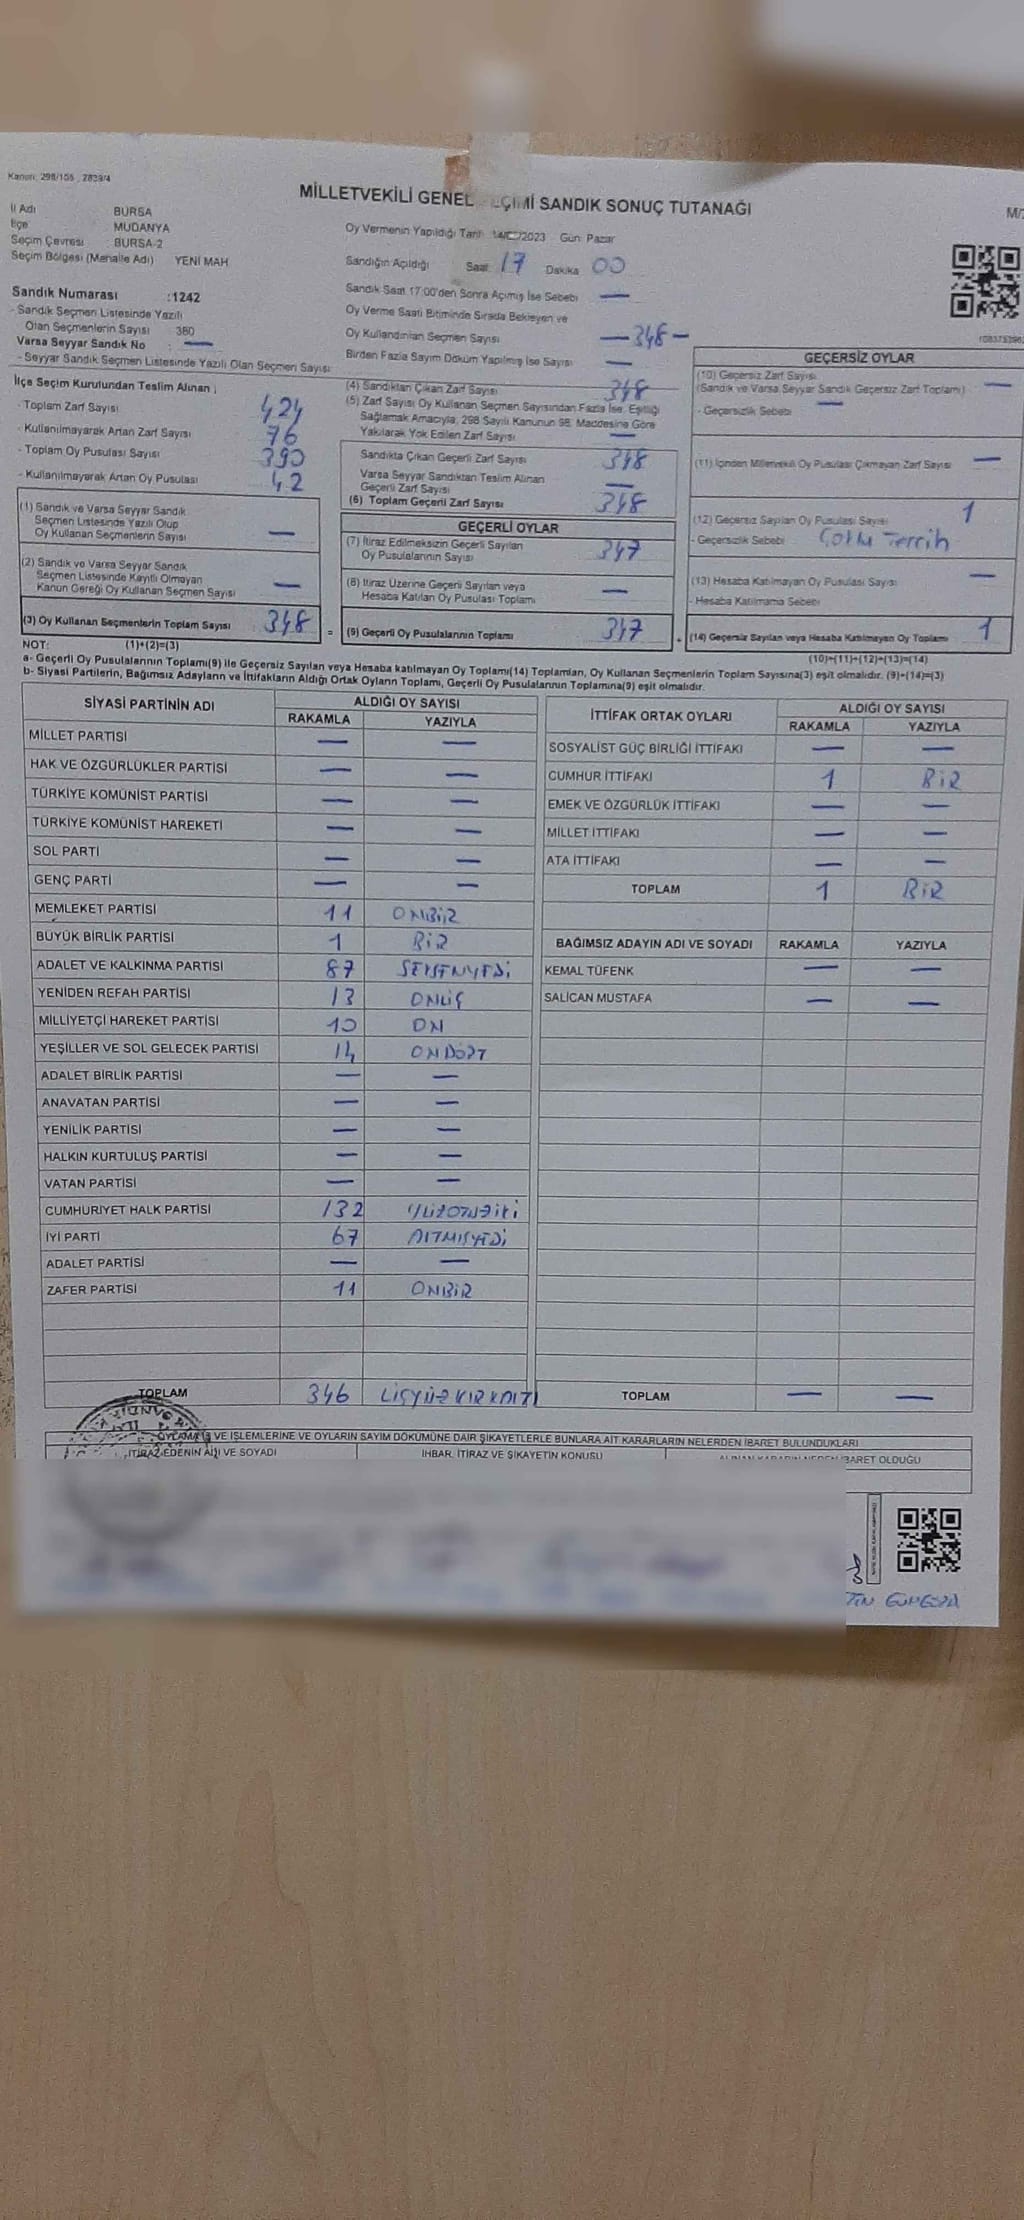 Kanun: 298/105 , 2839/4
MİLLETVEKİLİ GENEL SEÇİMİ SANDIK SONUÇ TUTANAĞI
İl Adı BURSA
İlçe MUDANYA
Seçim Çevresi : BURSA-2
Seçim Bölgesi (Mahalle Adı) YENİ MAH
Oy Vermenin Yapıldığı Tarih /2023 Gün: Pazar
Sandığın Açıldığı Saat 17 Dakika 00
Sandık Saat 17:00'den Sonra Açımış İse Sebebi —
Oy Verme Saati Bitiminde Sırada Bekleyen ve
Oy Kullandırılan Seçmen Sayısı — 348 —
Birden Fazla Sayım Döküm Yapılmış İse Sayısı —
Sandık Numarası :1242
- Sandık Seçmen Listesinde Yazılı
Olan Seçmenlerin Sayısı 380
Varsa Seyyar Sandık No : —
- Seyyar Sandık Seçmen Listesinde Yazılı Olan Seçmen Sayısı
İlçe Seçim Kurulundan Teslim Alınan ;
- Toplam Zarf Sayısı 424
- Kullanılmayarak Artan Zarf Sayısı 76
- Toplam Oy Pusulası Sayısı 390
- Kullanılmayarak Artan Oy Pusulası 42
(1) Sandık ve Varsa Seyyar Sandık
Seçmen Listesinde Yazılı Olup
Oy Kullanan Seçmenlerin Sayısı —
(2) Sandık ve Varsa Seyyar Sandık
Seçmen Listesinde Kayıtlı Olmayan
Kanun Gereği Oy Kullanan Seçmen Sayısı —
(3) Oy Kullanan Seçmenlerin Toplam Sayısı 348
(4) Sandıktan Çıkan Zarf Sayısı 348
(5) Zarf Sayısı Oy Kullanan Seçmen Sayısından Fazla İse, Eşitliği
Sağlamak Amacıyla, 298 Sayılı Kanunun 98. Maddesine Göre
Yakılarak Yok Edilen Zarf Sayısı —
Sandıkta Çıkan Geçerli Zarf Sayısı 348
Varsa Seyyar Sandıktan Teslim Alınan
Geçerli Zarf Sayısı —
(6) Toplam Geçerli Zarf Sayısı 348
GEÇERLİ OYLAR
(7) İtiraz Edilmeksizin Geçerli Sayılan
Oy Pusulalarının Sayısı 347
(8) İtiraz Üzerine Geçerli Sayılan veya
Hesaba Katılan Oy Pusulası Toplamı —
= (9) Geçerli Oy Pusulalarının Toplamı 347
GEÇERSİZ OYLAR
(10) Geçersiz Zarf Sayısı
(Sandık ve Varsa Seyyar Sandık Geçersiz Zarf Toplamı) —
- Geçersizlik Sebebi —
(11) İçinden Milletvekili Oy Pusulası Çıkmayan Zarf Sayısı —
(12) Geçersiz Sayılan Oy Pusulası Sayısı 1
- Geçersizlik Sebebi Çoklu Tercih
(13) Hesaba Katılmayan Oy Pusulası Sayısı —
- Hesaba Katılmama Sebebi
+ (14) Geçersiz Sayılan veya Hesaba Katılmayan Oy Toplamı 1
NOT: (1)+(2)=(3) (10)+(11)+(12)+(13)=(14)
a- Geçerli Oy Pusulalarının Toplamı(9) ile Geçersiz Sayılan veya Hesaba katılmayan Oy Toplamı(14) Toplamları, Oy Kullanan Seçmenlerin Toplam Sayısına(3) eşit olmalıdır. (9)+(14)=(3)
b- Siyasi Partilerin, Bağımsız Adayların ve İttifakların Aldığı Ortak Oyların Toplamı, Geçerli Oy Pusulalarının Toplamına(9) eşit olmalıdır.
SİYASİ PARTİNİN ADI ALDIĞI OY SAYISI
RAKAMLA YAZIYLA
MİLLET PARTİSİ — —
HAK VE ÖZGÜRLÜKLER PARTİSİ — —
TÜRKİYE KOMÜNİST PARTİSİ — —
TÜRKİYE KOMÜNİST HAREKETİ — —
SOL PARTİ — —
GENÇ PARTİ — —
MEMLEKET PARTİSİ 11 ONBİR
BÜYÜK BİRLİK PARTİSİ 1 BİR
ADALET VE KALKINMA PARTİSİ 87 SEKSENYEDİ
YENİDEN REFAH PARTİSİ 13 ONÜÇ
MİLLİYETÇİ HAREKET PARTİSİ 10 ON
YEŞİLLER VE SOL GELECEK PARTİSİ 14 ONDÖRT
ADALET BİRLİK PARTİSİ — —
ANAVATAN PARTİSİ — —
YENİLİK PARTİSİ — —
HALKIN KURTULUŞ PARTİSİ — —
VATAN PARTİSİ — —
CUMHURİYET HALK PARTİSİ 132 YÜZOTUZİKİ
İYİ PARTİ 67 ALTMIŞYEDİ
ADALET PARTİSİ — —
ZAFER PARTİSİ 11 ONBİR
TOPLAM 346 ÜÇYÜZKIRKALTI
İTTİFAK ORTAK OYLARI ALDIĞI OY SAYISI
RAKAMLA YAZIYLA
SOSYALİST GÜÇ BİRLİĞİ İTTİFAKI — —
CUMHUR İTTİFAKI 1 BİR
EMEK VE ÖZGÜRLÜK İTTİFAKI — —
MİLLET İTTİFAKI — —
ATA İTTİFAKI — —
TOPLAM 1 BİR
BAĞIMSIZ ADAYIN ADI VE SOYADI RAKAMLA YAZIYLA
KEMAL TÜFENK — —
SALİCAN MUSTAFA — —
TOPLAM — —
VE İŞLEMLERİNE VE OYLARIN SAYIM DÖKÜMÜNE DAİR ŞİKAYETLERLE BUNLARA AİT KARARLARIN NELERDEN İBARET BULUNDUKLARI
İTİRAZ EDENİN ADI VE SOYADI İHBAR, İTİRAZ VE ŞİKAYETİN KONUSU İBARET OLDUĞU